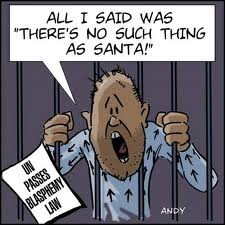 ALL I SAID WAS
"THERE'S NO SUCH THING
AS SANTA!"
UN
PASSES
BLASPHEMY
LAW
ANDY